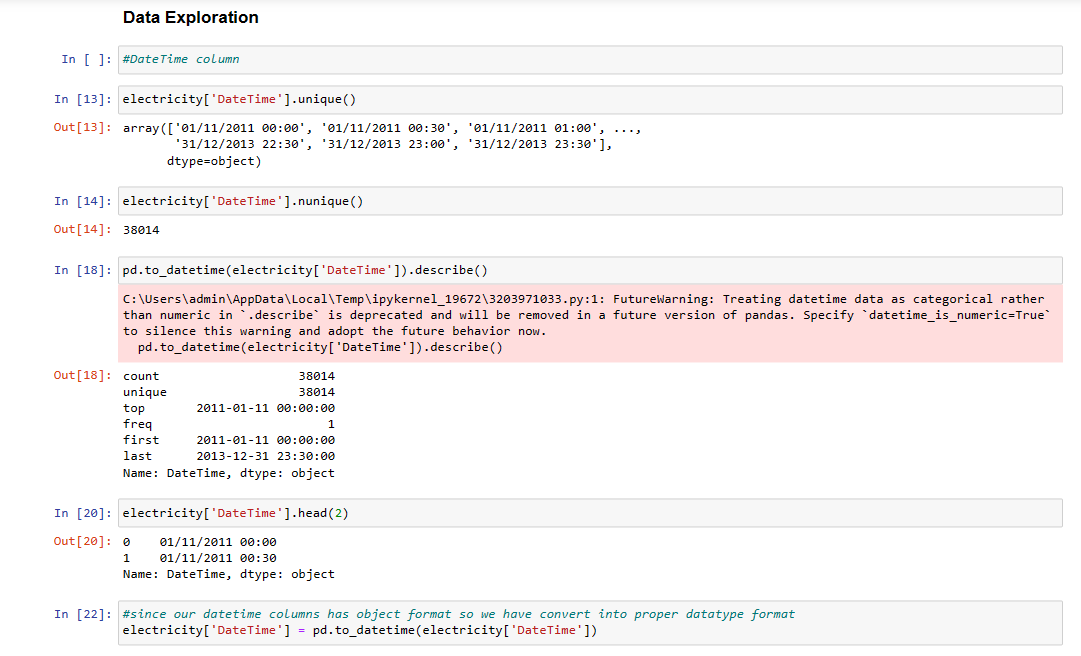 Data Exploration
In [ ]: #DateTime column
In [13]: electricity['DateTime'].unique()
Out[13]: array(['01/11/2011 00:00', '01/11/2011 00:30', '01/11/2011 01:00', ...,
'31/12/2013 22:30', '31/12/2013 23:00', '31/12/2013 23:30'],
dtype=object)
In [14]: electricity['DateTime'].nunique()
Out[14]: 38014
In [18]: pd.to_datetime(electricity['DateTime']).describe()
C:\Users\admin\AppData\Local\Temp\ipykernel_19672\3203971033.py:1: FutureWarning: Treating datetime data as categorical rather
than numeric in `.describe` is deprecated and will be removed in a future version of pandas. Specify `datetime_is_numeric=True`
to silence this warning and adopt the future behavior now.
pd.to_datetime(electricity['DateTime']).describe()
Out[18]: count 38014
unique 38014
top 2011-01-11 00:00:00
freq 1
first 2011-01-11 00:00:00
last 2013-12-31 23:30:00
Name: DateTime, dtype: object
In [20]: electricity['DateTime'].head(2)
Out[20]: 0 01/11/2011 00:00
1 01/11/2011 00:30
Name: DateTime, dtype: object
In [22]: #since our datetime columns has object format so we have convert into proper datatype format
electricity['DateTime'] = pd.to_datetime(electricity['DateTime'])